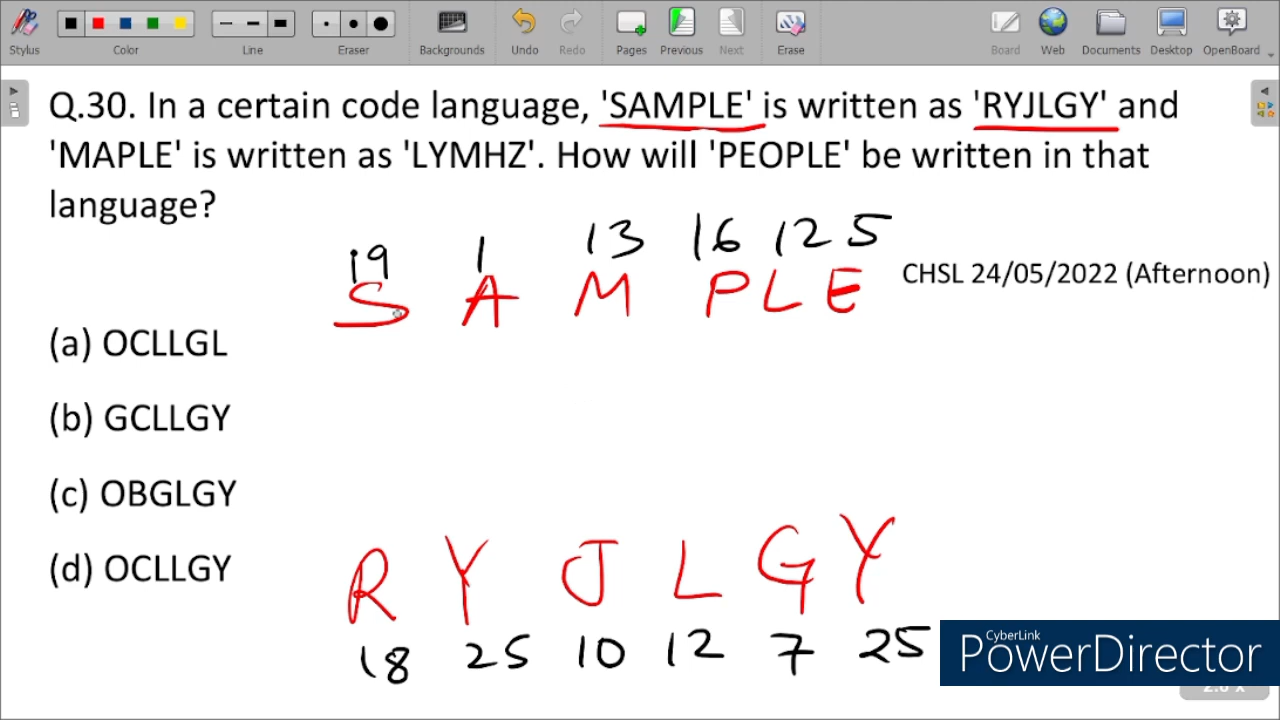 Stylus Color Line Eraser Backgrounds Undo Redo Pages Previous Next Erase Board Web Documents Desktop OpenBoard
Q.30. In a certain code language, 'SAMPLE' is written as 'RYJLGY' and
'MAPLE' is written as 'LYMHZ'. How will 'PEOPLE' be written in that
language?
19 1 13 16 12 5
S A M P L E
CHSL 24/05/2022 (Afternoon)
(a) OCLLGL
(b) GCLLGY
(c) OBGLGY
(d) OCLLGY
R Y J L G Y
18 25 10 12 7 25
CyberLink
PowerDirector